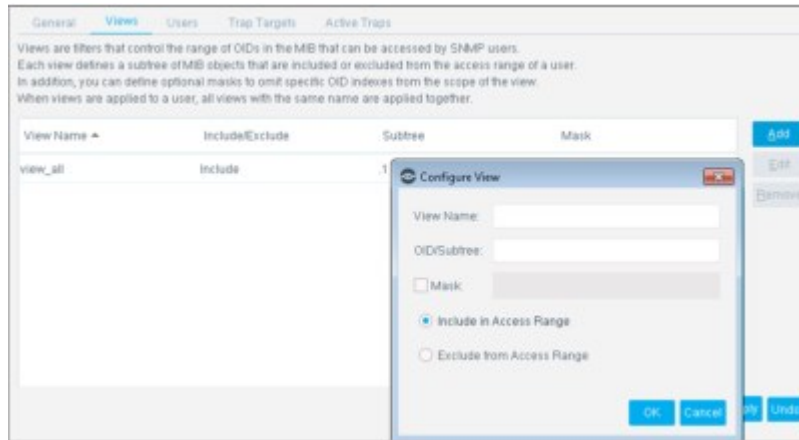 General Views Users Trap Targets Active Traps
Views are filters that control the range of OIDs in the MIB that can be accessed by SNMP users.
Each view defines a subtree of MIB objects that are included or excluded from the access range of a user.
In addition, you can define optional masks to omit specific OID indexes from the scope of the view.
When views are applied to a user, all views with the same name are applied together.
View Name Include/Exclude Subtree Mask
Add
view_all Include .1
Edit
Remove
Configure View
View Name:
OID/Subtree:
Mask:
Include in Access Range
Exclude from Access Range
OK Cancel
ply Undo